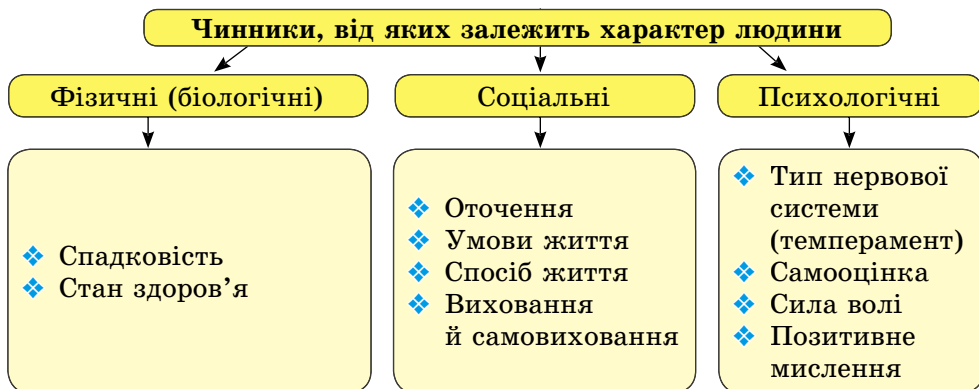 Чинники, від яких залежить характер людини
Фізичні (біологічні)
Спадковість
Стан здоров’я
Соціальні
Оточення
Умови життя
Спосіб життя
Виховання
й самовиховання
Психологічні
Тип нервової
системи
(темперамент)
Самооцінка
Сила волі
Позитивне
мислення